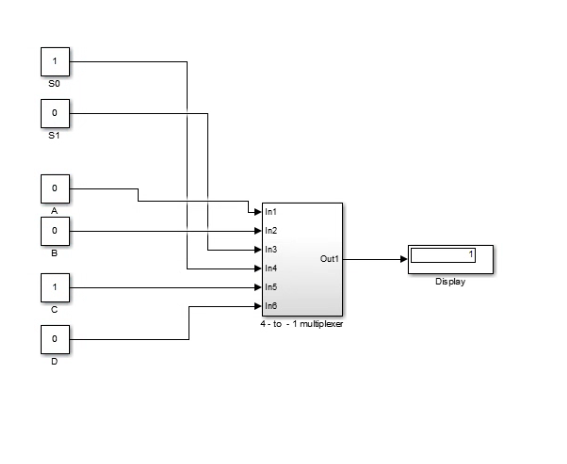 1
S0
0
S1
0
A
0
B
1
C
0
D
In1
In2
In3
In4
In5
In6
Out1
4 - to - 1 multiplexer
1
Display